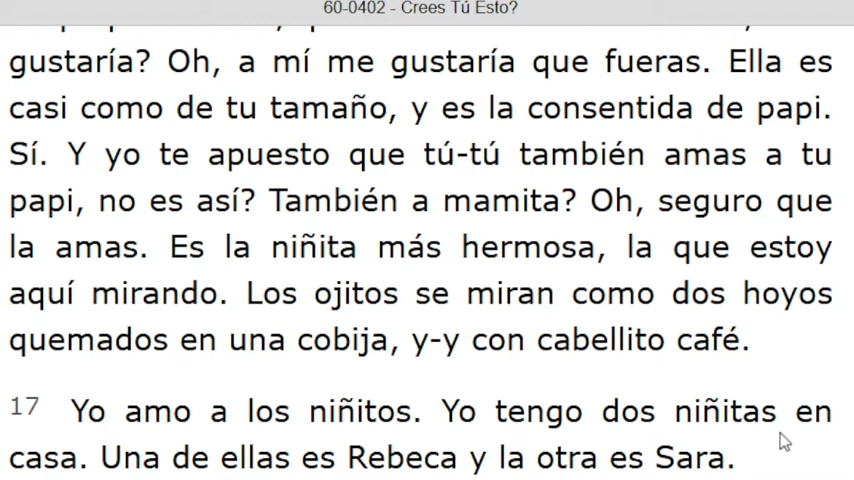 60-0402 - Crees Tú Esto?
gustaría? Oh, a mí me gustaría que fueras. Ella es
casi como de tu tamaño, y es la consentida de papi.
Sí. Y yo te apuesto que tú-tú también amas a tu
papi, no es así? También a mamita? Oh, seguro que
la amas. Es la niñita más hermosa, la que estoy
aquí mirando. Los ojitos se miran como dos hoyos
quemados en una cobija, y-y con cabellito café.
17 Yo amo a los niñitos. Yo tengo dos niñitas en
casa. Una de ellas es Rebeca y la otra es Sara.